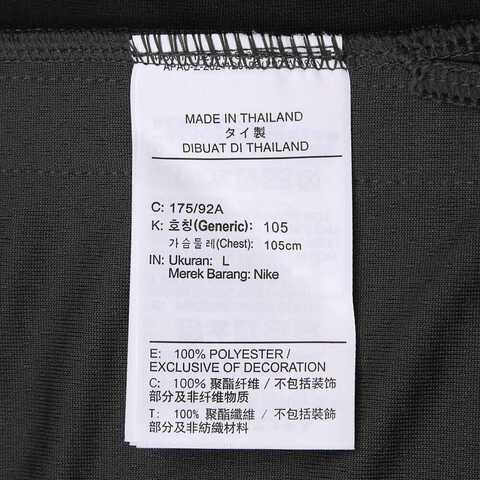 MADE IN THAILAND
タイ製
DIBUAT DI THAILAND
C: 175/92A
K: 호칭(Generic): 105
가슴둘레(Chest): 105cm
IN: Ukuran: L
Merek Barang: Nike
E: 100% POLYESTER /
EXCLUSIVE OF DECORATION
C: 100% 聚酯纤维 / 不包括装饰
部分及非纤维物质
T: 100% 聚酯纖維 / 不包括裝飾
部分及非紡織材料